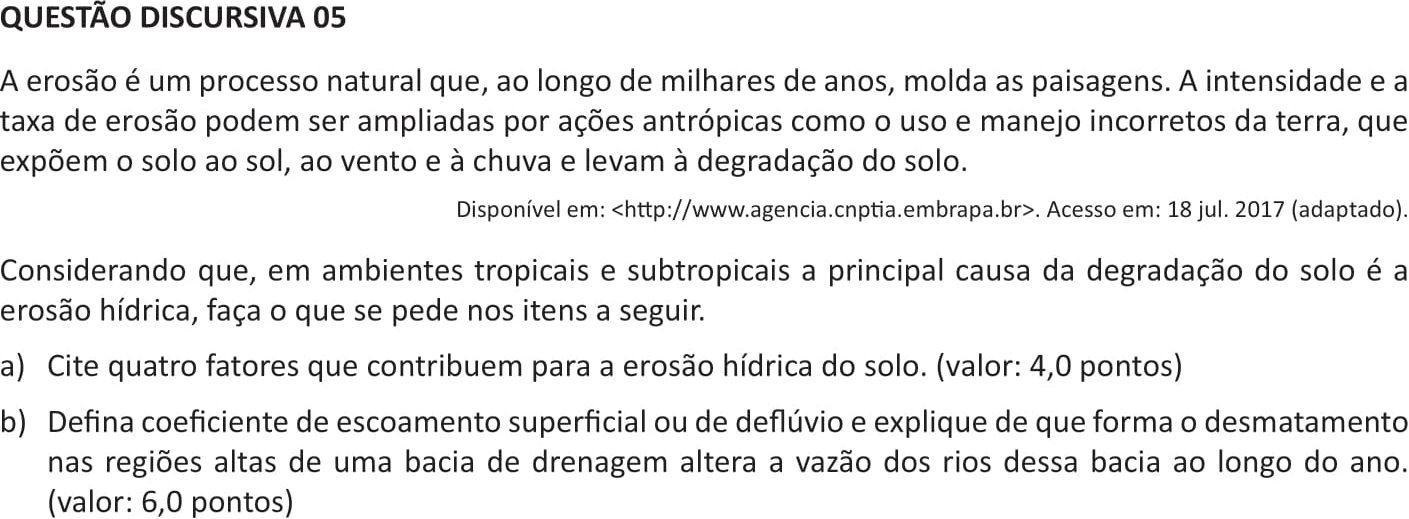 QUESTÃO DISCURSIVA 05
A erosão é um processo natural que, ao longo de milhares de anos, molda as paisagens. A intensidade e a
taxa de erosão podem ser ampliadas por ações antrópicas como o uso e manejo incorretos da terra, que
expõem o solo ao sol, ao vento e à chuva e levam à degradação do solo.
Disponível em: <http://www.agencia.cnptia.embrapa.br>. Acesso em: 18 jul. 2017 (adaptado).
Considerando que, em ambientes tropicais e subtropicais a principal causa da degradação do solo é a
erosão hídrica, faça o que se pede nos itens a seguir.
a) Cite quatro fatores que contribuem para a erosão hídrica do solo. (valor: 4,0 pontos)
b) Defina coeficiente de escoamento superficial ou de deflúvio e explique de que forma o desmatamento
nas regiões altas de uma bacia de drenagem altera a vazão dos rios dessa bacia ao longo do ano.
(valor: 6,0 pontos)